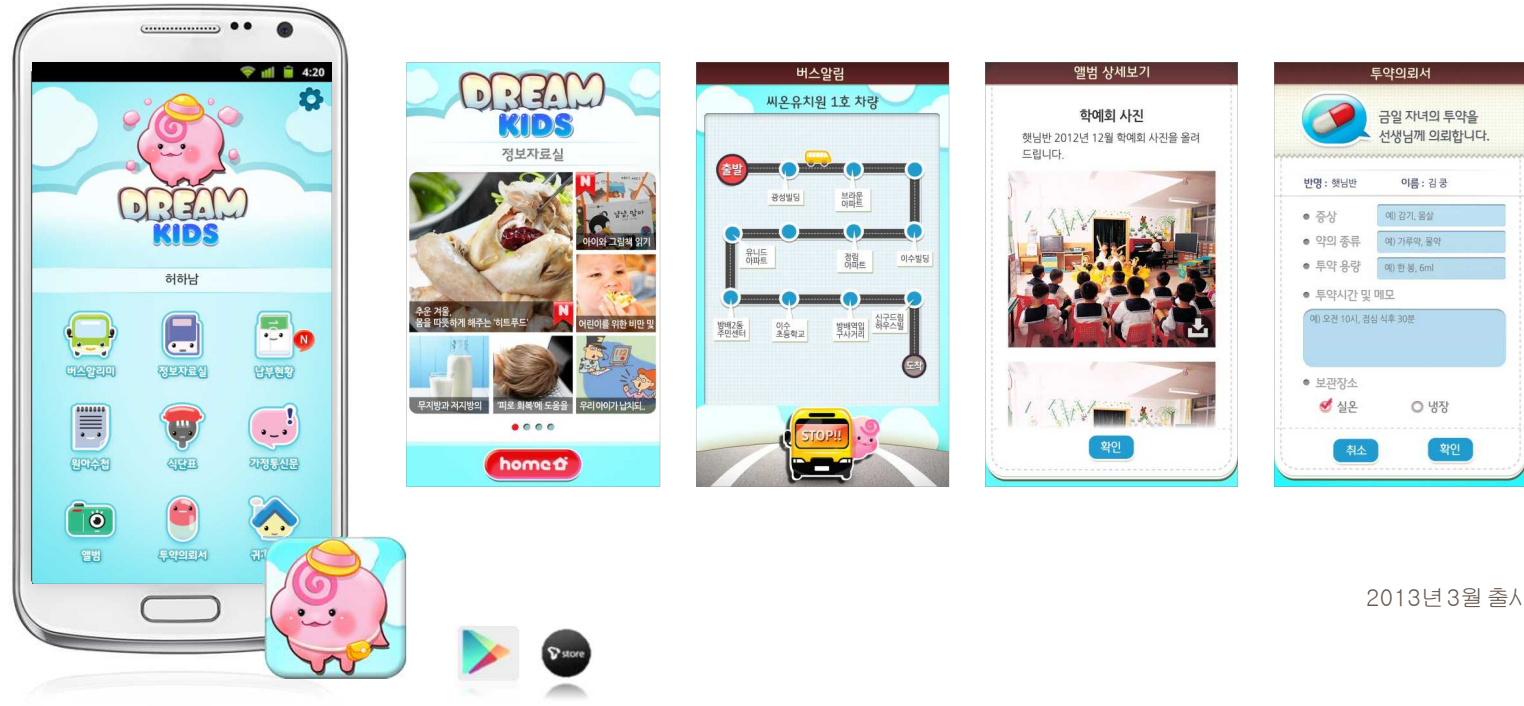 4:20
DREAM
KIDS
허하남
버스알리미
정보자료실
납부현황
N
원아수첩
식단표
가정통신문
앨범
투약의뢰서
DREAM
KIDS
정보자료실
N
아이와 그림책 읽기
추운 겨울,
몸을 따뜻하게 해주는 '히트푸드'
N
어린이를 위한 비만 및
무지방과 저지방의
'피로 회복'에 도움을
우리 아이가 납치되..
home
버스알림
씨온유치원 1호 차량
출발
광성빌딩
브라운
아파트
유니드
아파트
정림
아파트
이수빌딩
방배2동
주민센터
이수
초등학교
방배역입
구사거리
신구드림
하우스빌
도착
STOP!!
앨범 상세보기
학예회 사진
햇님반 2012년 12월 학예회 사진을 올려
드립니다.
확인
투약의뢰서
금일 자녀의 투약을
선생님께 의뢰합니다.
반명 : 햇님반 이름 : 김 쿵
증상 예) 감기, 몸살
약의 종류 예) 가루약, 물약
투약 용량 예) 한 봉, 6ml
투약시간 및 메모
예) 오전 10시, 점심 식후 30분
보관장소
실온 냉장
취소 확인
2013년 3월 출시
T store